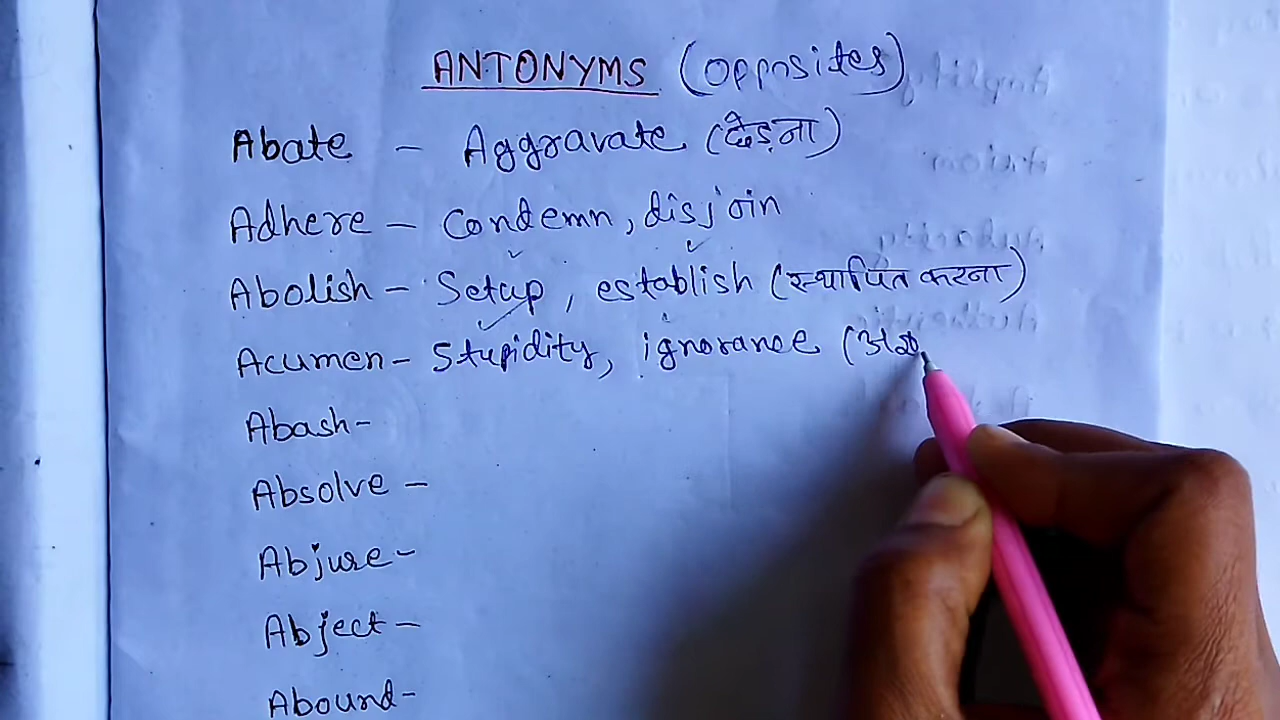 ANTONYMS (opposites)
Abate - Aggravate (छेड़ना)
Adhere - Condemn, disjoin
Abolish - Setup, establish (स्थापित करना)
Acumen - Stupidity, ignorance (
Abash-
Absolve -
Abjure-
Abject-
Abound-